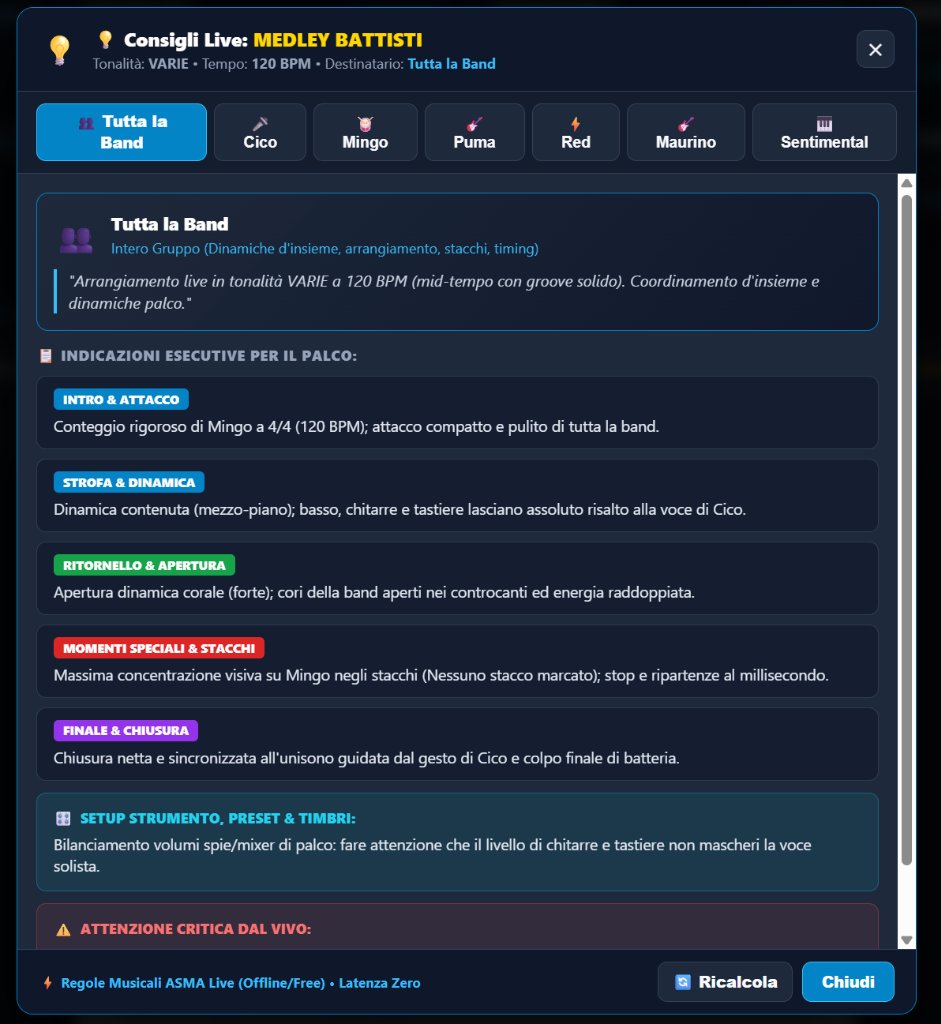 Consigli Live: MEDLEY BATTISTI
Tonalità: VARIE • Tempo: 120 BPM • Destinatario: Tutta la Band
Tutta la
Band
Cico
Mingo
Puma
Red
Maurino
Sentimental
Tutta la Band
Intero Gruppo (Dinamiche d'insieme, arrangiamento, stacchi, timing)
"Arrangiamento live in tonalità VARIE a 120 BPM (mid-tempo con groove solido). Coordinamento d'insieme e
dinamiche palco."
INDICAZIONI ESECUTIVE PER IL PALCO:
INTRO & ATTACCO
Conteggio rigoroso di Mingo a 4/4 (120 BPM); attacco compatto e pulito di tutta la band.
STROFA & DINAMICA
Dinamica contenuta (mezzo-piano); basso, chitarre e tastiere lasciano assoluto risalto alla voce di Cico.
RITORNELLO & APERTURA
Apertura dinamica corale (forte); cori della band aperti nei controcanti ed energia raddoppiata.
MOMENTI SPECIALI & STACCHI
Massima concentrazione visiva su Mingo negli stacchi (Nessuno stacco marcato); stop e ripartenze al millisecondo.
FINALE & CHIUSURA
Chiusura netta e sincronizzata all'unisono guidata dal gesto di Cico e colpo finale di batteria.
SETUP STRUMENTO, PRESET & TIMBRI:
Bilanciamento volumi spie/mixer di palco: fare attenzione che il livello di chitarre e tastiere non mascheri la voce
solista.
ATTENZIONE CRITICA DAL VIVO:
Regole Musicali ASMA Live (Offline/Free) • Latenza Zero
Ricalcola
Chiudi